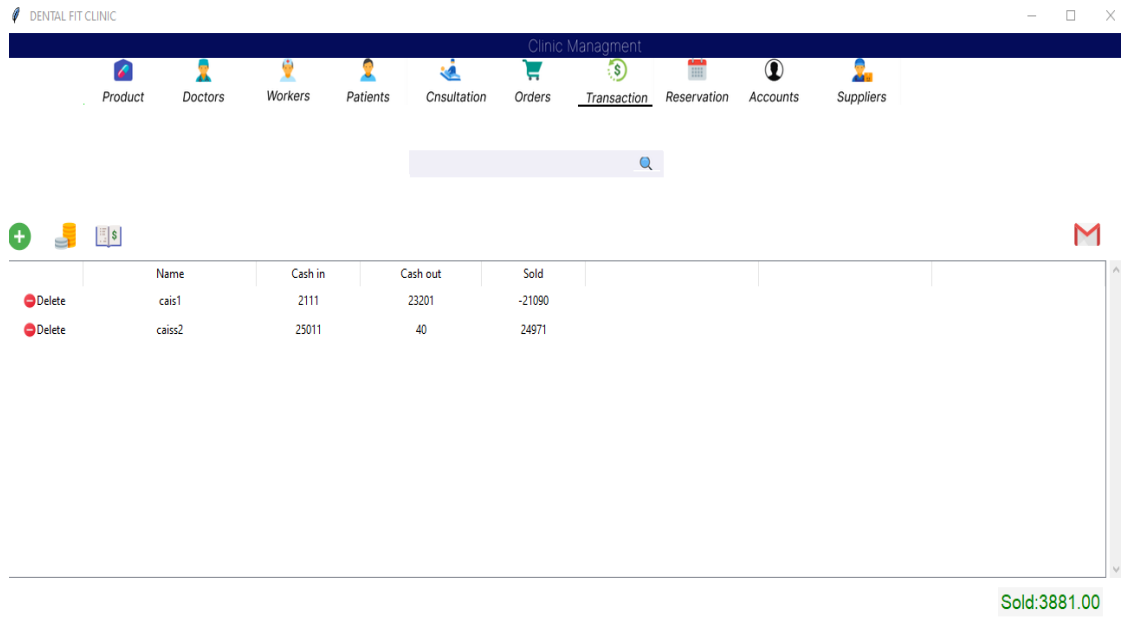 DENTAL FIT CLINIC
Clinic Managment
Product Doctors Workers Patients Cnsultation Orders Transaction Reservation Accounts Suppliers
Name Cash in Cash out Sold
Delete cais1 2111 23201 -21090
Delete caiss2 25011 40 24971
Sold:3881.00